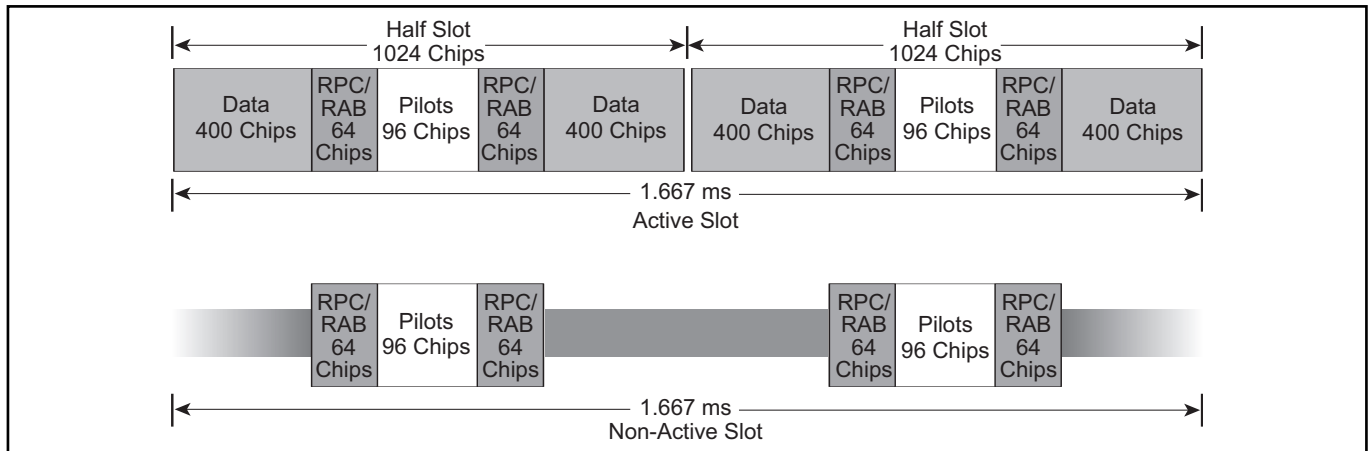 Half Slot
1024 Chips
Half Slot
1024 Chips
Data
400 Chips
RPC/
RAB
64
Chips
Pilots
96 Chips
RPC/
RAB
64
Chips
Data
400 Chips
Data
400 Chips
RPC/
RAB
64
Chips
Pilots
96 Chips
RPC/
RAB
64
Chips
Data
400 Chips
1.667 ms
Active Slot
RPC/
RAB
64
Chips
Pilots
96 Chips
RPC/
RAB
64
Chips
RPC/
RAB
64
Chips
Pilots
96 Chips
RPC/
RAB
64
Chips
1.667 ms
Non-Active Slot